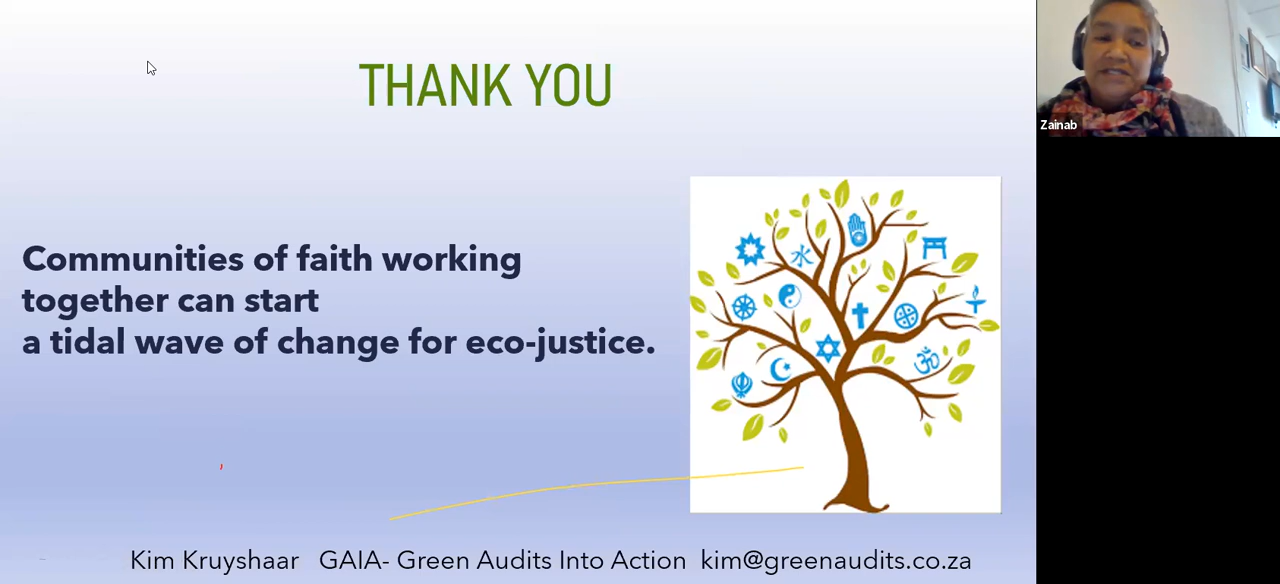 THANK YOU
Zainab
Communities of faith working
together can start
a tidal wave of change for eco-justice.
Kim Kruyshaar GAIA- Green Audits Into Action kim@greenaudits.co.za